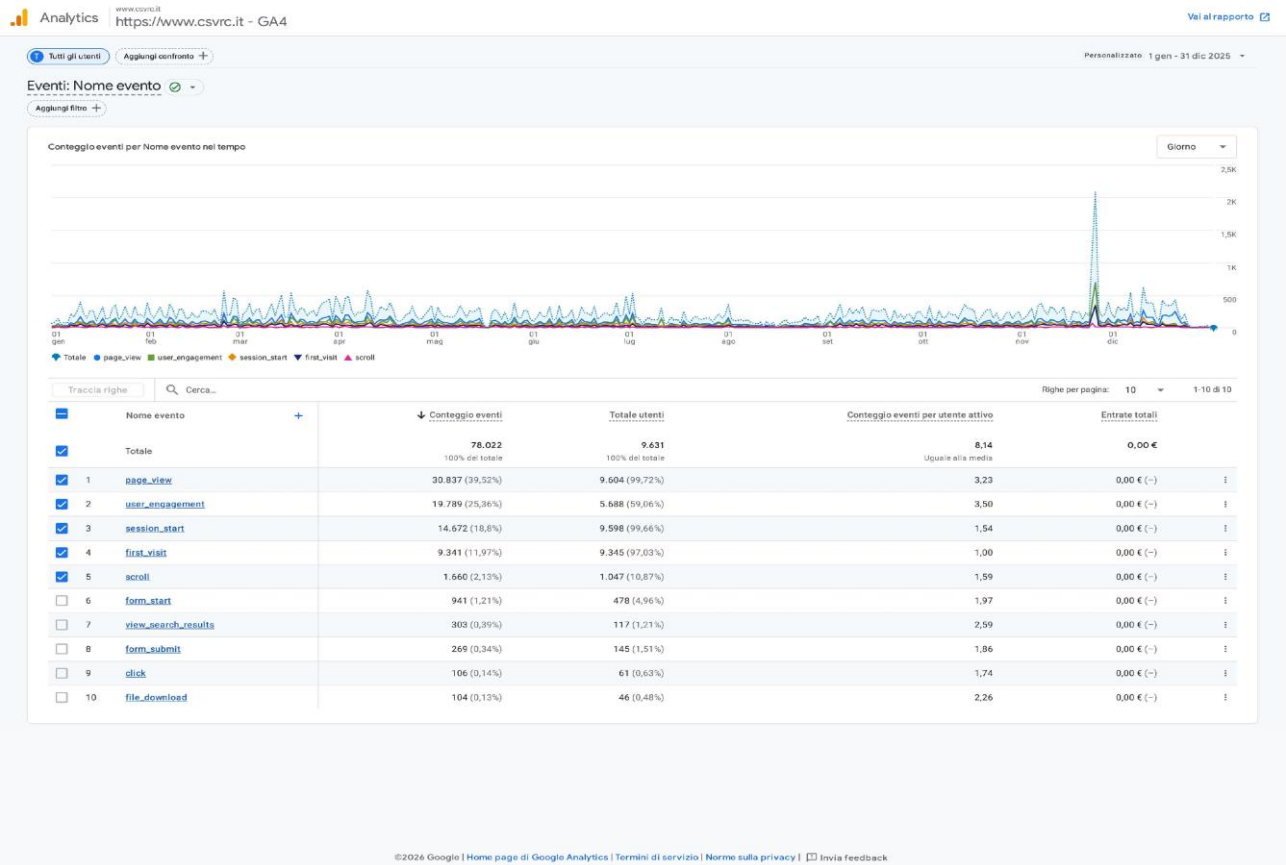 Analytics
www.csvrc.it
https://www.csvrc.it - GA4
Vai al rapporto
T Tutti gli utenti
Aggiungi confronto +
Personalizzato 1 gen - 31 dic 2025
Eventi: Nome evento
Aggiungi filtro +
Conteggio eventi per Nome evento nel tempo
Giorno
2,5K
2K
1,5K
1K
500
0
01 gen
01 feb
01 mar
01 apr
01 mag
01 giu
01 lug
01 ago
01 set
01 ott
01 nov
01 dic
Totale page_view user_engagement session_start first_visit scroll
Traccia righe
Cerca...
Righe per pagina: 10 1-10 di 10
Nome evento + ↓ Conteggio eventi Totale utenti Conteggio eventi per utente attivo Entrate totali
Totale 78.022 9.631 8,14 0,00 €
100% del totale 100% del totale Uguale alla media
1 page_view 30.837 (39,52%) 9.604 (99,72%) 3,23 0,00 € (-)
2 user_engagement 19.789 (25,36%) 5.688 (59,06%) 3,50 0,00 € (-)
3 session_start 14.672 (18,8%) 9.598 (99,66%) 1,54 0,00 € (-)
4 first_visit 9.341 (11,97%) 9.345 (97,03%) 1,00 0,00 € (-)
5 scroll 1.660 (2,13%) 1.047 (10,87%) 1,59 0,00 € (-)
6 form_start 941 (1,21%) 478 (4,96%) 1,97 0,00 € (-)
7 view_search_results 303 (0,39%) 117 (1,21%) 2,59 0,00 € (-)
8 form_submit 269 (0,34%) 145 (1,51%) 1,86 0,00 € (-)
9 click 106 (0,14%) 61 (0,63%) 1,74 0,00 € (-)
10 file_download 104 (0,13%) 46 (0,48%) 2,26 0,00 € (-)
©2026 Google | Home page di Google Analytics | Termini di servizio | Norme sulla privacy | Invia feedback